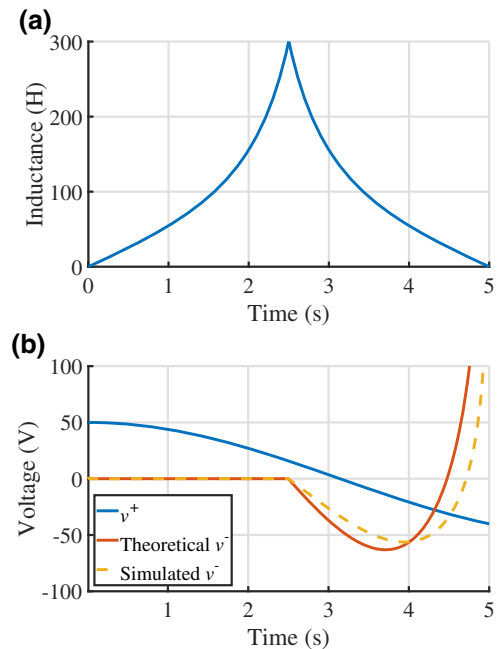 (a)
300
200
100
0
Inductance (H)
0 1 2 3 4 5
Time (s)
(b)
100
50
0
-50
-100
Voltage (V)
v+
Theoretical v-
Simulated v-
1 2 3 4 5
Time (s)